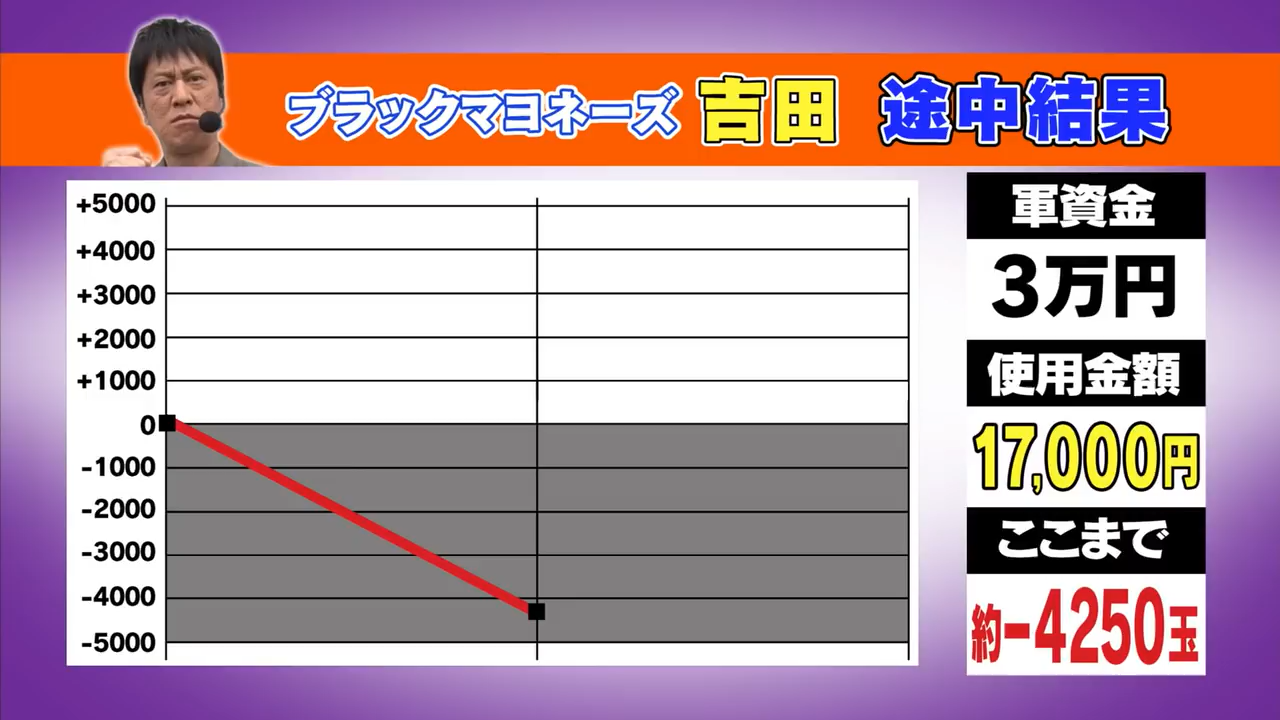 ブラックマヨネーズ 吉田 途中結果
+5000
+4000
+3000
+2000
+1000
0
-1000
-2000
-3000
-4000
-5000
軍資金
3万円
使用金額
17,000円
ここまで
約-4250玉